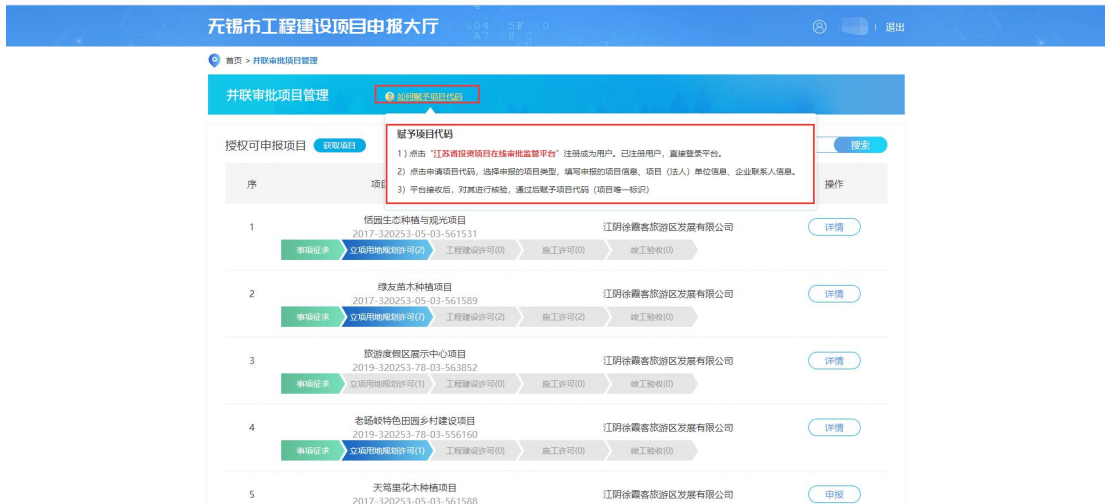 无锡市工程建设项目申报大厅
退出
首页 > 并联审批项目管理
并联审批项目管理 如何赋予项目代码
赋予项目代码
授权可申报项目 获取项目 搜索
1）点击“江苏省投资项目在线审批监管平台”注册成为用户。已注册用户，直接登录平台。
2）点击申请项目代码，选择申报的项目类型，填写申报的项目信息、项目（法人）单位信息、企业联系人信息。
3）平台接收后，对其进行核验，通过后赋予项目代码（项目唯一标识）
序 项目 操作
1 恬园生态种植与观光项目 江阴徐霞客旅游区发展有限公司 详情
2017-320253-05-03-561531
事项征求 立项用地规划许可(2) 工程建设许可(0) 施工许可(0) 竣工验收(0)
2 绿友苗木种植项目 江阴徐霞客旅游区发展有限公司 详情
2017-320253-05-03-561589
事项征求 立项用地规划许可(7) 工程建设许可(2) 施工许可(2) 竣工验收(0)
3 旅游度假区展示中心项目 江阴徐霞客旅游区发展有限公司 详情
2019-320253-78-03-563852
事项征求 立项用地规划许可(1) 工程建设许可(0) 施工许可(0) 竣工验收(0)
4 老旸岐特色田园乡村建设项目 江阴徐霞客旅游区发展有限公司 详情
2019-320253-78-03-556160
事项征求 立项用地规划许可(1) 工程建设许可(0) 施工许可(0) 竣工验收(0)
5 天笃里花木种植项目 江阴徐霞客旅游区发展有限公司 申报
2017-320253-05-03-561588